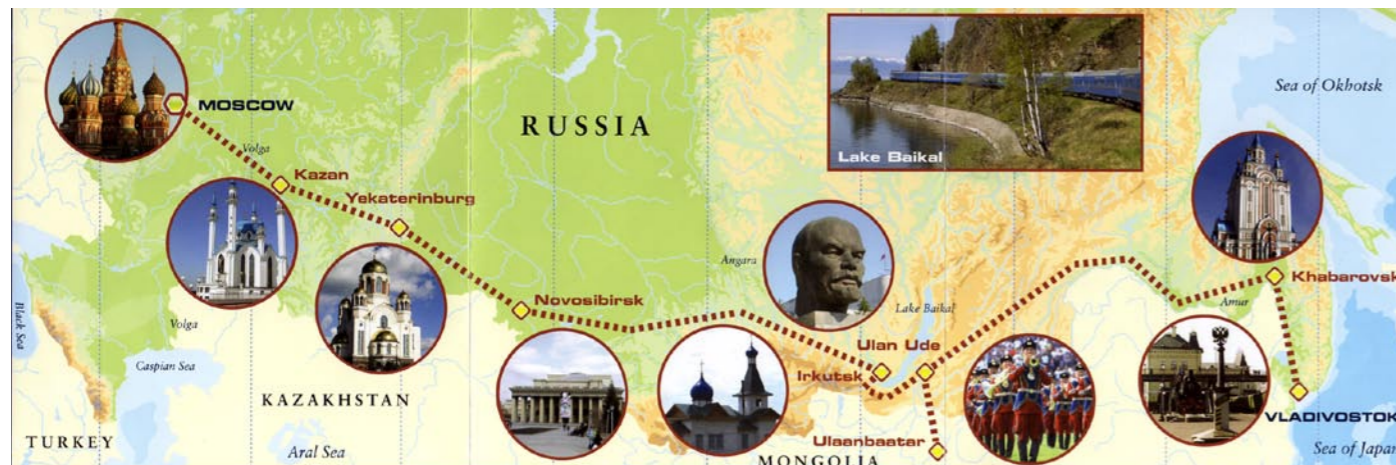 MOSCOW
Volga
Kazan
Yekaterinburg
RUSSIA
Lake Baikal
Sea of Okhotsk
Khabarovsk
Amur
Angara
Lake Baikal
Novosibirsk
Ulan Ude
Irkutsk
Volga
Caspian Sea
Black Sea
KAZAKHSTAN
TURKEY
Aral Sea
Ulaanbaatar
MONGOLIA
VLADIVOSTOK
Sea of Japan